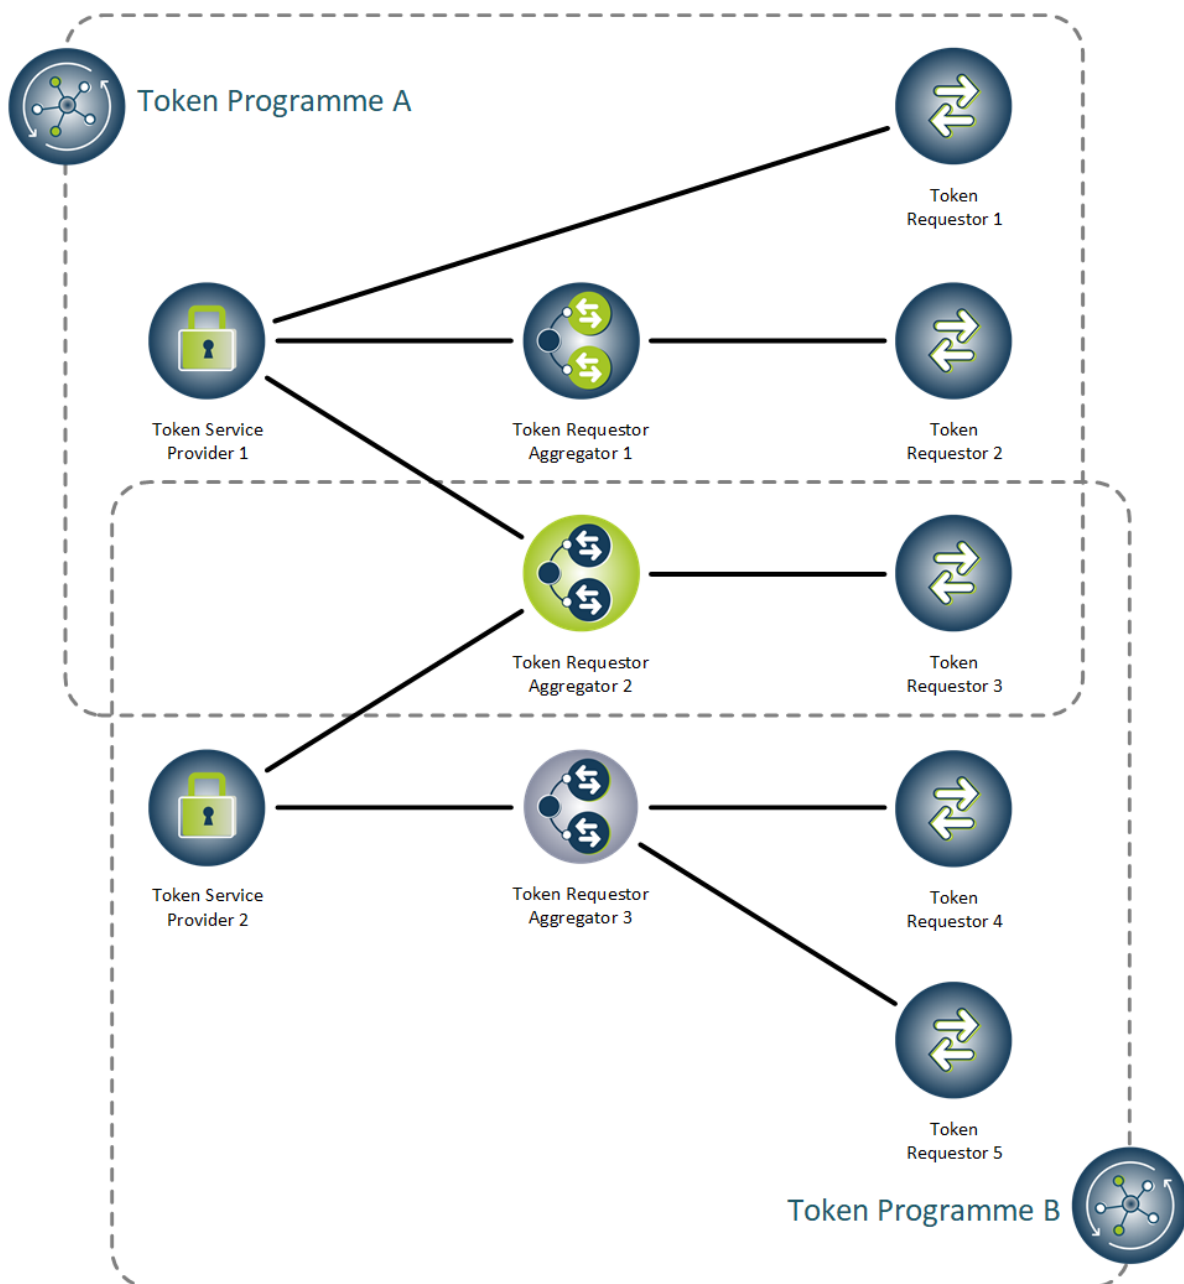 Token Programme A
Token
Requestor 1
Token Service
Provider 1
Token Requestor
Aggregator 1
Token
Requestor 2
Token Requestor
Aggregator 2
Token
Requestor 3
Token Service
Provider 2
Token Requestor
Aggregator 3
Token
Requestor 4
Token
Requestor 5
Token Programme B